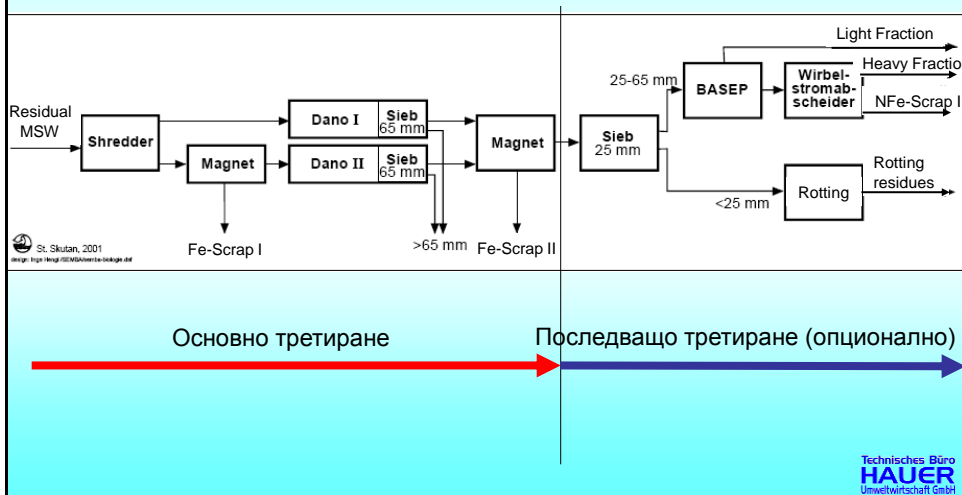 Light Fraction
Heavy Fractio
NFe-Scrap I
25-65 mm
BASEP
Wirbel-
stromab-
scheider
Residual
MSW
Shredder
Dano I
Sieb
65 mm
Magnet
Dano II
Sieb
65 mm
Magnet
Sieb
25 mm
Rotting
Rotting
residues
<25 mm
>65 mm
Fe-Scrap I
Fe-Scrap II
St. Skutan, 2001
Основно третиране
Последващо третиране (опционално)
Technisches Büro
HAUER
Umweltwirtschaft GmbH